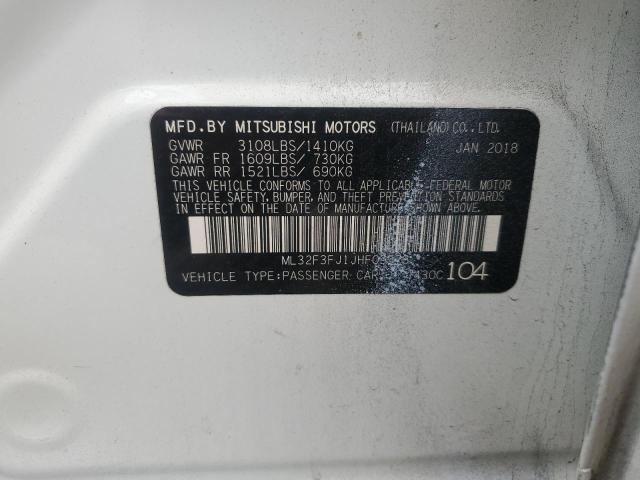 MFD.BY MITSUBISHI MOTORS (THAILAND)CO.,LTD.
GVWR 3108LBS/1410KG JAN 2018
GAWR FR 1609LBS/ 730KG
GAWR RR 1521LBS/ 690KG
THIS VEHICLE CONFORMS TO ALL APPLICABLE FEDERAL MOTOR
VEHICLE SAFETY, BUMPER, AND THEFT PREVENTION STANDARDS
IN EFFECT ON THE DATE OF MANUFACTURE SHOWN ABOVE.
VEHICLE TYPE:PASSENGER CAR 104